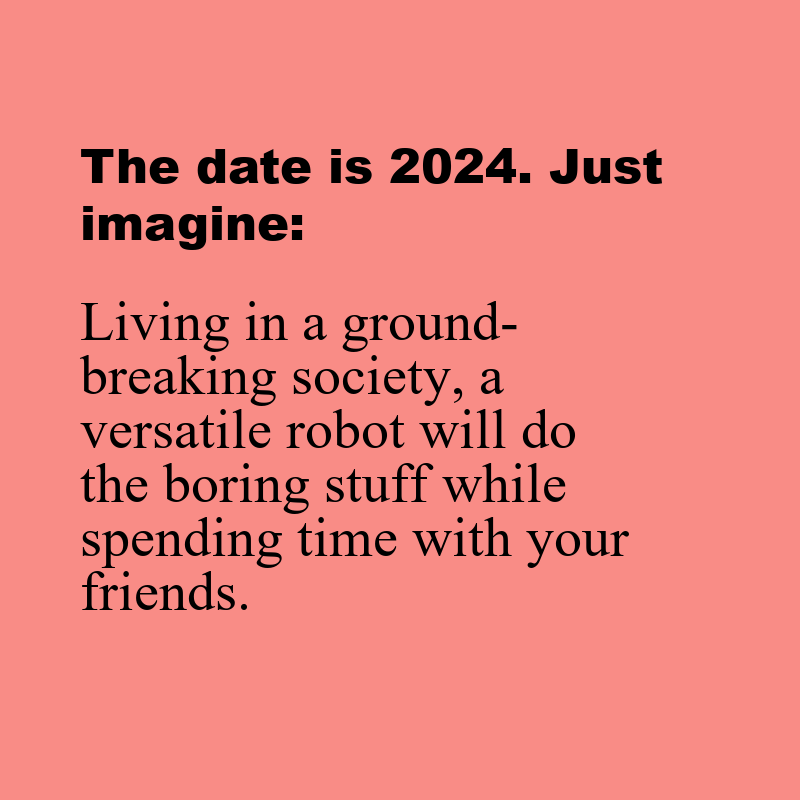 The date is 2024. Just
imagine:
Living in a ground-
breaking society, a
versatile robot will do
the boring stuff while
spending time with your
friends.